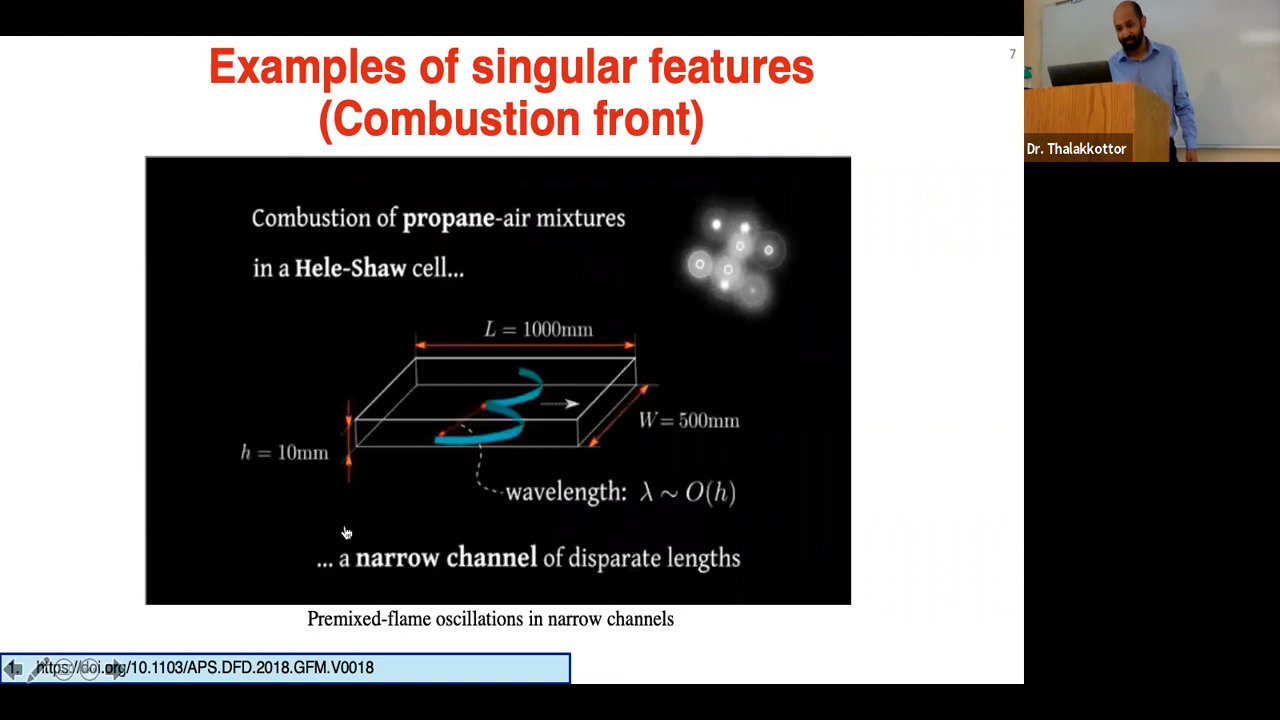 Examples of singular features
(Combustion front)
7
Dr. Thalakkottor
Combustion of propane-air mixtures
in a Hele-Shaw cell...
L = 1000mm
W = 500mm
h = 10mm
wavelength: λ ~ O(h)
... a narrow channel of disparate lengths
Premixed-flame oscillations in narrow channels
1. https://doi.org/10.1103/APS.DFD.2018.GFM.V0018